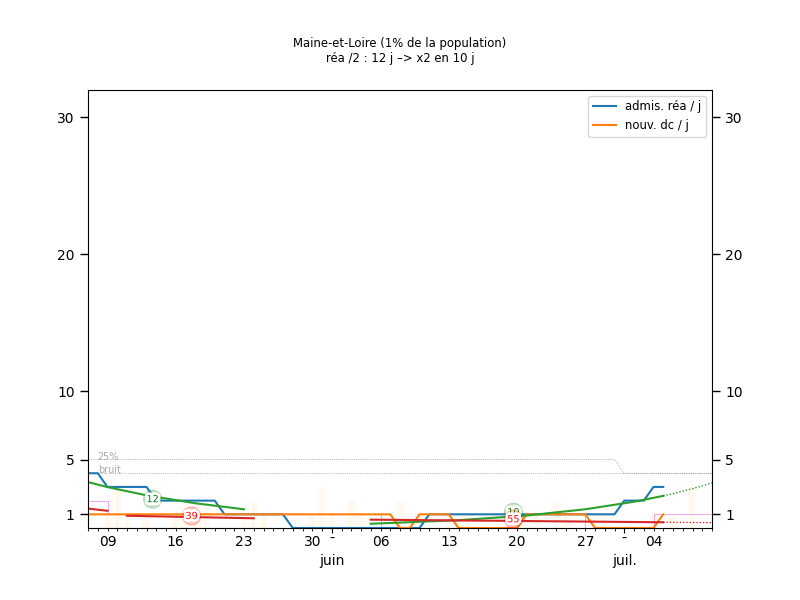 Maine-et-Loire (1% de la population)
réa /2 : 12 j –> x2 en 10 j
admis. réa / j
nouv. dc / j
30 30
20 20
10 10
5 5
1 1
25%
bruit
12
39
10
55
09 16 23 30 - 06 13 20 27 - 04
juin juil.